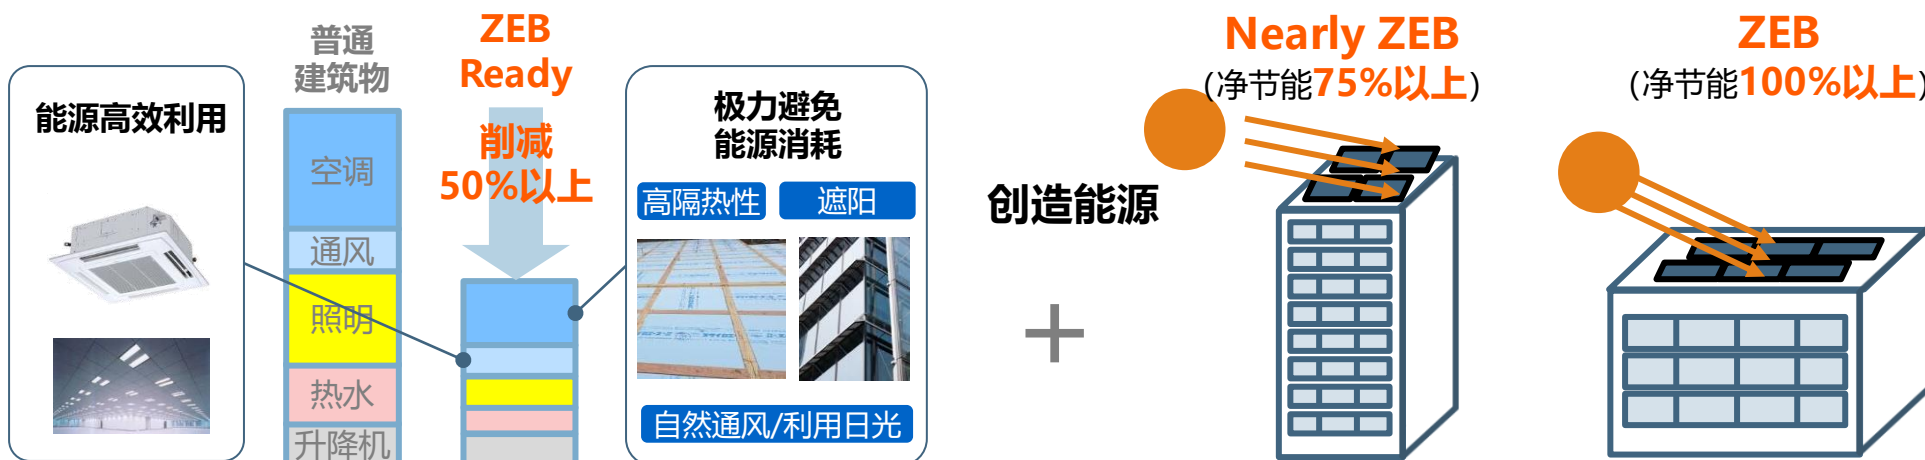 能源高效利用
普通
建筑物
空调
通风
照明
热水
升降机
ZEB
Ready
削减
50%以上
极力避免
能源消耗
高隔热性
遮阳
自然通风/利用日光
创造能源
+
Nearly ZEB
(净节能75%以上)
ZEB
(净节能100%以上)